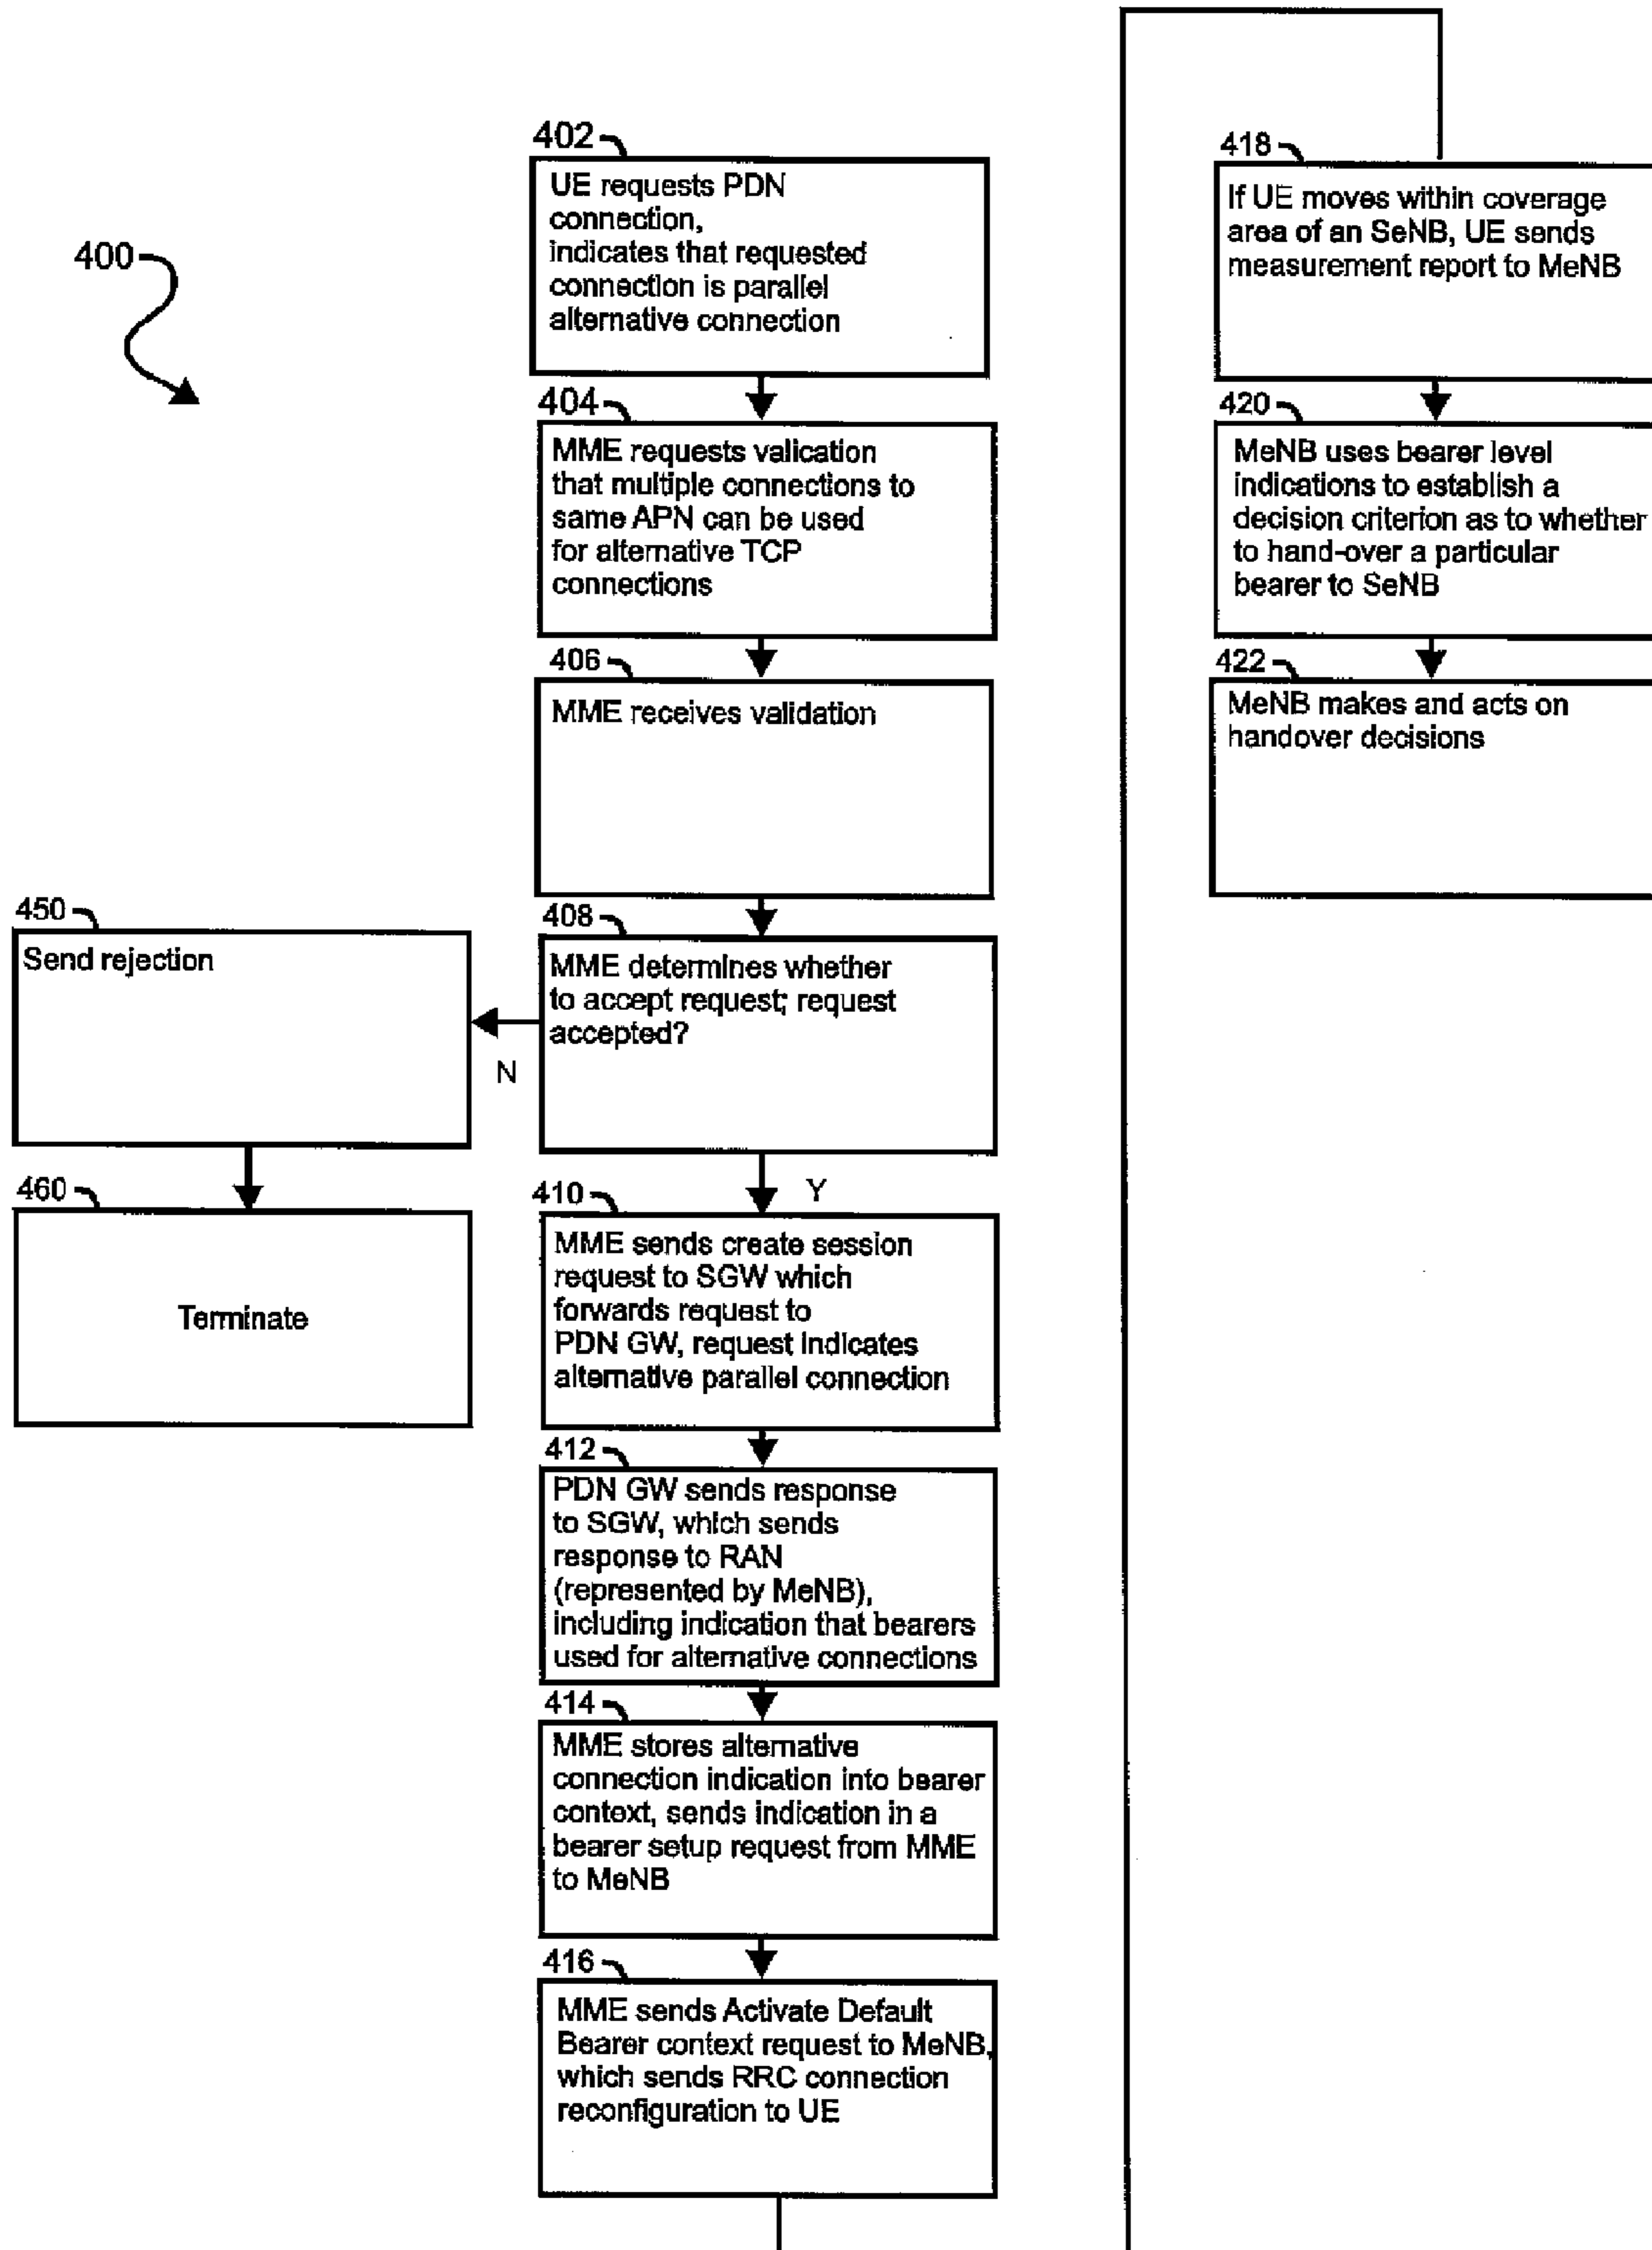 400
402
UE requests PDN
connection,
indicates that requested
connection is parallel
alternative connection
404
MME requests valication
that multiple connections to
same APN can be used
for alternative TCP
connections
406
MME receives validation
408
MME determines whether
to accept request; request
accepted?
N
450
Send rejection
460
Terminate
Y
410
MME sends create session
request to SGW which
forwards request to
PDN GW, request indicates
alternative parallel connection
412
PDN GW sends response
to SGW, which sends
response to RAN
(represented by MeNB),
including indication that bearers
used for alternative connections
414
MME stores alternative
connection indication into bearer
context, sends indication in a
bearer setup request from MME
to MeNB
416
MME sends Activate Default
Bearer context request to MeNB,
which sends RRC connection
reconfiguration to UE
418
If UE moves within coverage
area of an SeNB, UE sends
measurement report to MeNB
420
MeNB uses bearer level
indications to establish a
decision criterion as to whether
to hand-over a particular
bearer to SeNB
422
MeNB makes and acts on
handover decisions